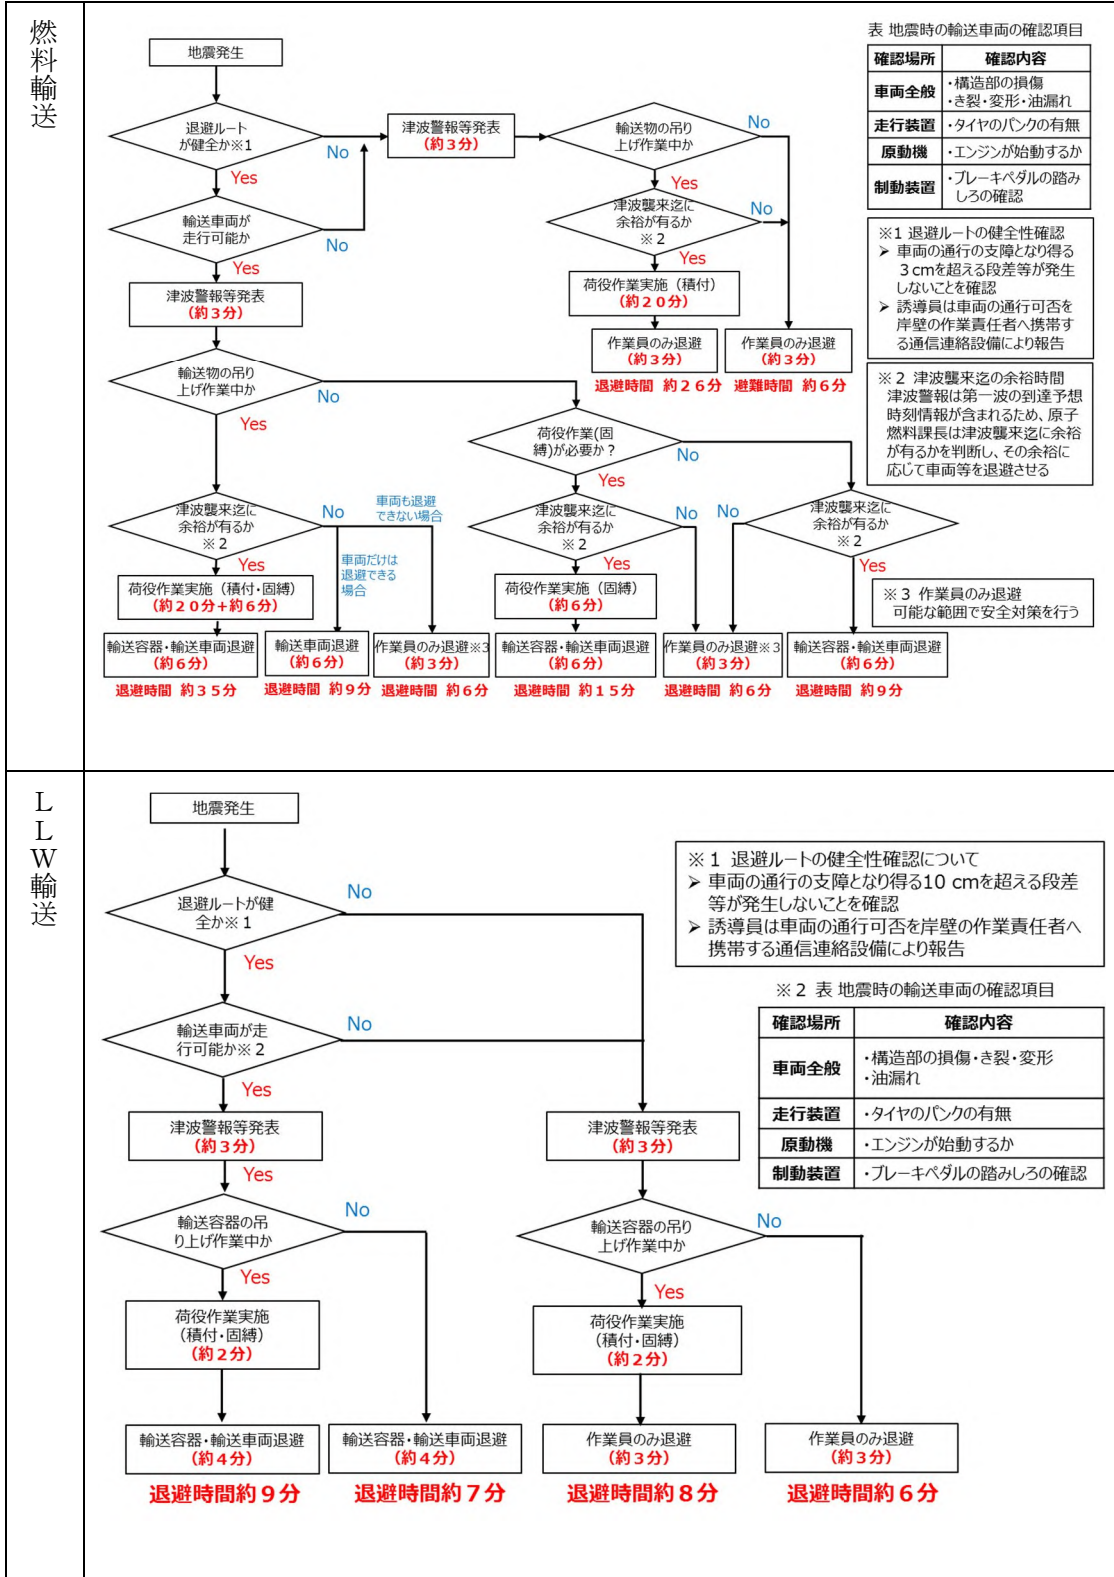 燃料輸送
地震発生
退避ルート
が健全か※1
No
Yes
輸送車両が
走行可能か
No
Yes
津波警報等発表
(約3分)
輸送物の吊り
上げ作業中か
No
Yes
津波襲来迄に
余裕が有るか
※2
No
Yes
荷役作業実施（積付）
(約20分)
作業員のみ退避
(約3分)
退避時間 約26分
作業員のみ退避
(約3分)
避難時間 約6分
津波警報等発表
(約3分)
輸送物の吊り
上げ作業中か
No
Yes
津波襲来迄に
余裕が有るか
※2
No
Yes
車両も退避
できない場合
車両だけは
退避できる
場合
荷役作業実施（積付・固縛）
(約20分+約6分)
輸送容器・輸送車両退避
(約6分)
退避時間 約35分
輸送車両退避
(約6分)
退避時間 約9分
作業員のみ退避※3
(約3分)
退避時間 約6分
荷役作業(固
縛)が必要か？
No
Yes
津波襲来迄に
余裕が有るか
※2
No
Yes
荷役作業実施（固縛）
(約6分)
輸送容器・輸送車両退避
(約6分)
退避時間 約15分
津波襲来迄に
余裕が有るか
※2
No
Yes
作業員のみ退避※3
(約3分)
退避時間 約6分
輸送容器・輸送車両退避
(約6分)
退避時間 約9分
表 地震時の輸送車両の確認項目
確認場所 確認内容
車両全般 ・構造部の損傷
・き裂・変形・油漏れ
走行装置 ・タイヤのパンクの有無
原動機 ・エンジンが始動するか
制動装置 ・ブレーキペダルの踏み
しろの確認
※1 退避ルートの健全性確認
➢ 車両の通行の支障となり得る
３cmを超える段差等が発生
しないことを確認
➢ 誘導員は車両の通行可否を
岸壁の作業責任者へ携帯す
る通信連絡設備により報告
※２ 津波襲来迄の余裕時間
津波警報は第一波の到達予想
時刻情報が含まれるため、原子
燃料課長は津波襲来迄に余裕
が有るかを判断し、その余裕に
応じて車両等を退避させる
※３ 作業員のみ退避
可能な範囲で安全対策を行う
LLW輸送
地震発生
退避ルートが健
全か※1
No
Yes
輸送車両が走
行可能か※2
No
Yes
津波警報等発表
(約3分)
Yes
輸送容器の吊
り上げ作業中か
No
Yes
荷役作業実施
(積付・固縛)
(約2分)
輸送容器・輸送車両退避
(約4分)
退避時間約9分
輸送容器・輸送車両退避
(約4分)
退避時間約7分
津波警報等発表
(約3分)
輸送容器の吊り
上げ作業中か
No
Yes
荷役作業実施
(積付・固縛)
(約2分)
作業員のみ退避
(約3分)
退避時間約8分
作業員のみ退避
(約3分)
退避時間約6分
※１ 退避ルートの健全性確認について
➢ 車両の通行の支障となり得る10 cmを超える段差
等が発生しないことを確認
➢ 誘導員は車両の通行可否を岸壁の作業責任者へ
携帯する通信連絡設備により報告
※２ 表 地震時の輸送車両の確認項目
確認場所 確認内容
車両全般 ・構造部の損傷・き裂・変形
・油漏れ
走行装置 ・タイヤのパンクの有無
原動機 ・エンジンが始動するか
制動装置 ・ブレーキペダルの踏みしろの確認